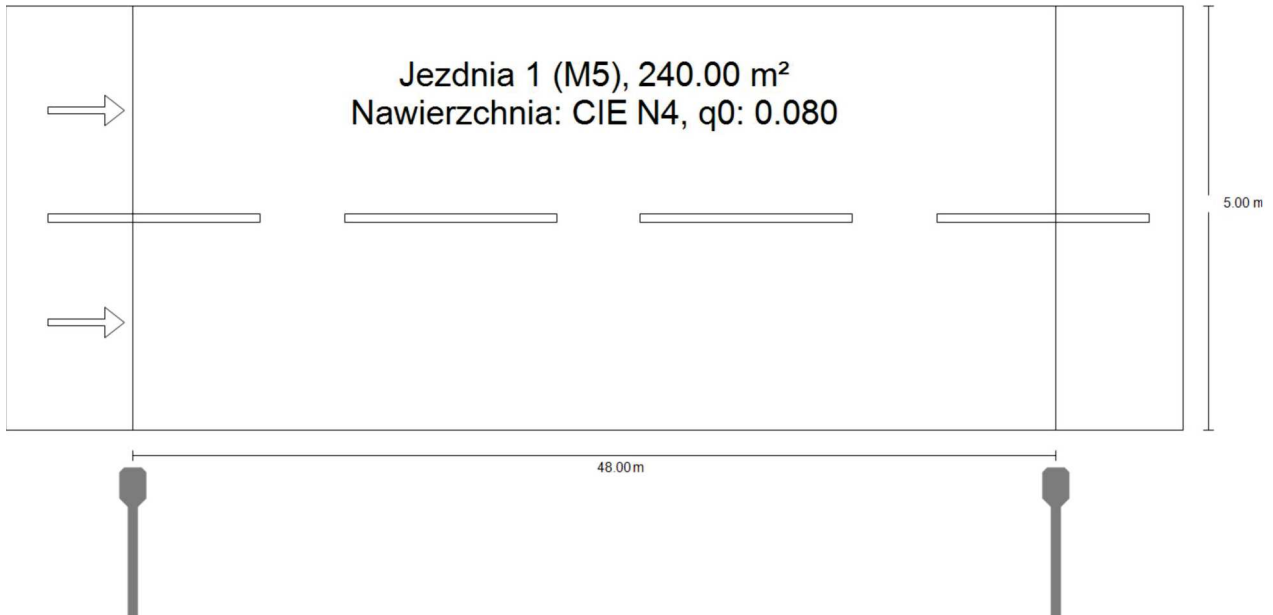 Jezdnia 1 (M5), 240.00 m²
Nawierzchnia: CIE N4, q0: 0.080
5.00 m
48.00 m